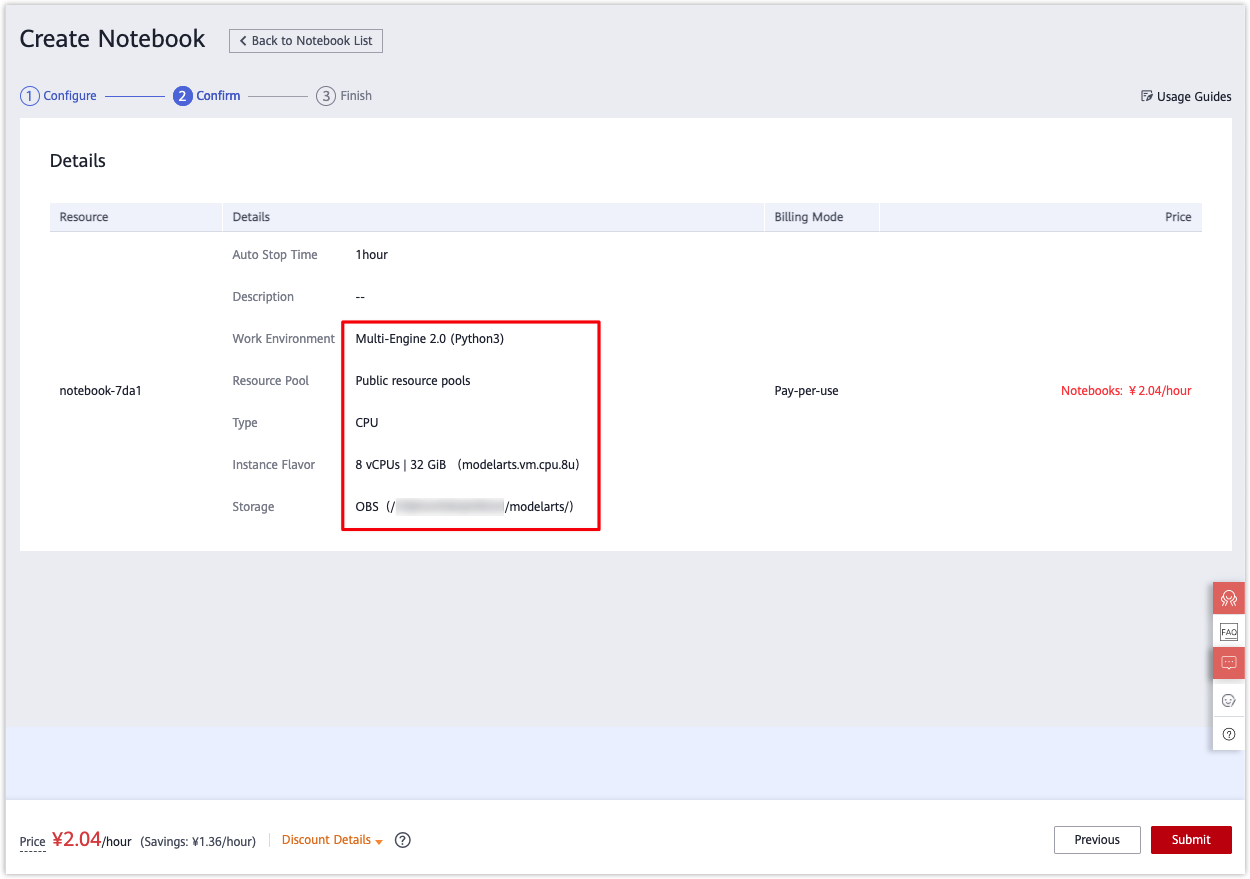 Create Notebook
Back to Notebook List
1 Configure
2 Confirm
3 Finish
Usage Guides
Details
Resource Details Billing Mode Price
Auto Stop Time 1hour
Description --
Work Environment Multi-Engine 2.0 (Python3)
Resource Pool Public resource pools
notebook-7da1 Pay-per-use Notebooks: ¥ 2.04/hour
Type CPU
Instance Flavor 8 vCPUs | 32 GiB (modelarts.vm.cpu.8u)
Storage OBS (/ /modelarts/)
FAQ
Price ¥2.04/hour (Savings: ¥1.36/hour) Discount Details ?
Previous
Submit